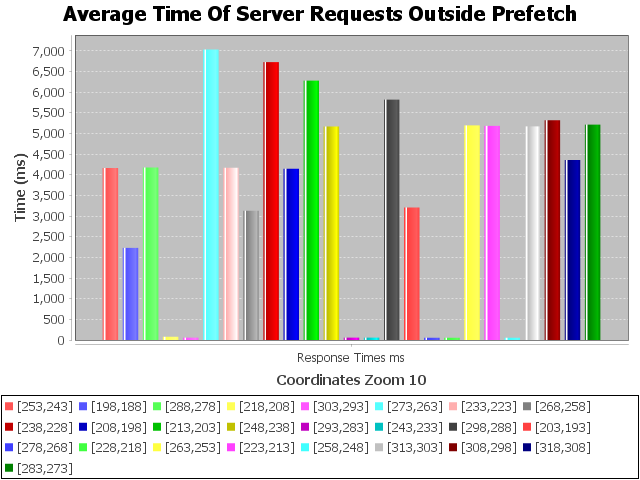 Average Time Of Server Requests Outside Prefetch
7,000
6,500
6,000
5,500
5,000
4,500
4,000
3,500
3,000
2,500
2,000
1,500
1,000
500
0
Time (ms)
Response Times ms
Coordinates Zoom 10
[253,243] [198,188] [288,278] [218,208] [303,293] [273,263] [233,223] [268,258]
[238,228] [208,198] [213,203] [248,238] [293,283] [243,233] [298,288] [203,193]
[278,268] [228,218] [263,253] [223,213] [258,248] [313,303] [308,298] [318,308]
[283,273]